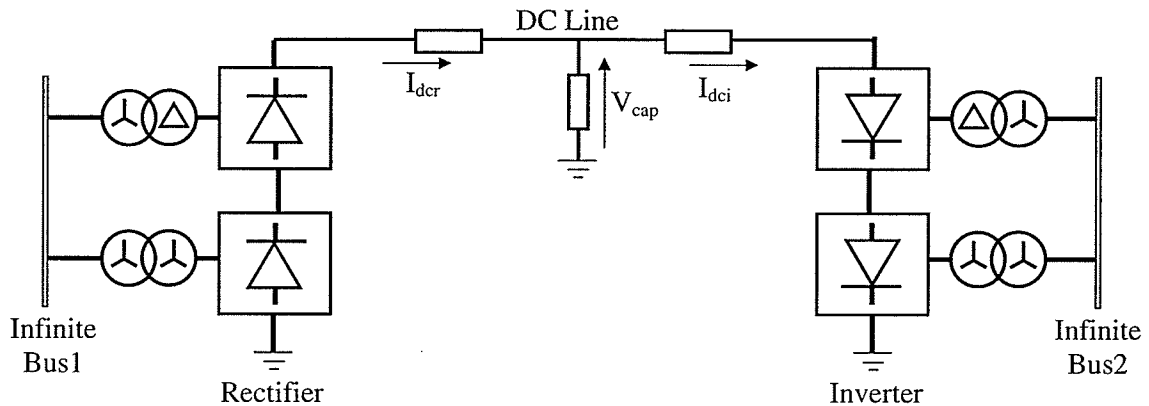 DC Line
I_dcr
V_cap
I_dci
Infinite
Bus1
Rectifier
Inverter
Infinite
Bus2